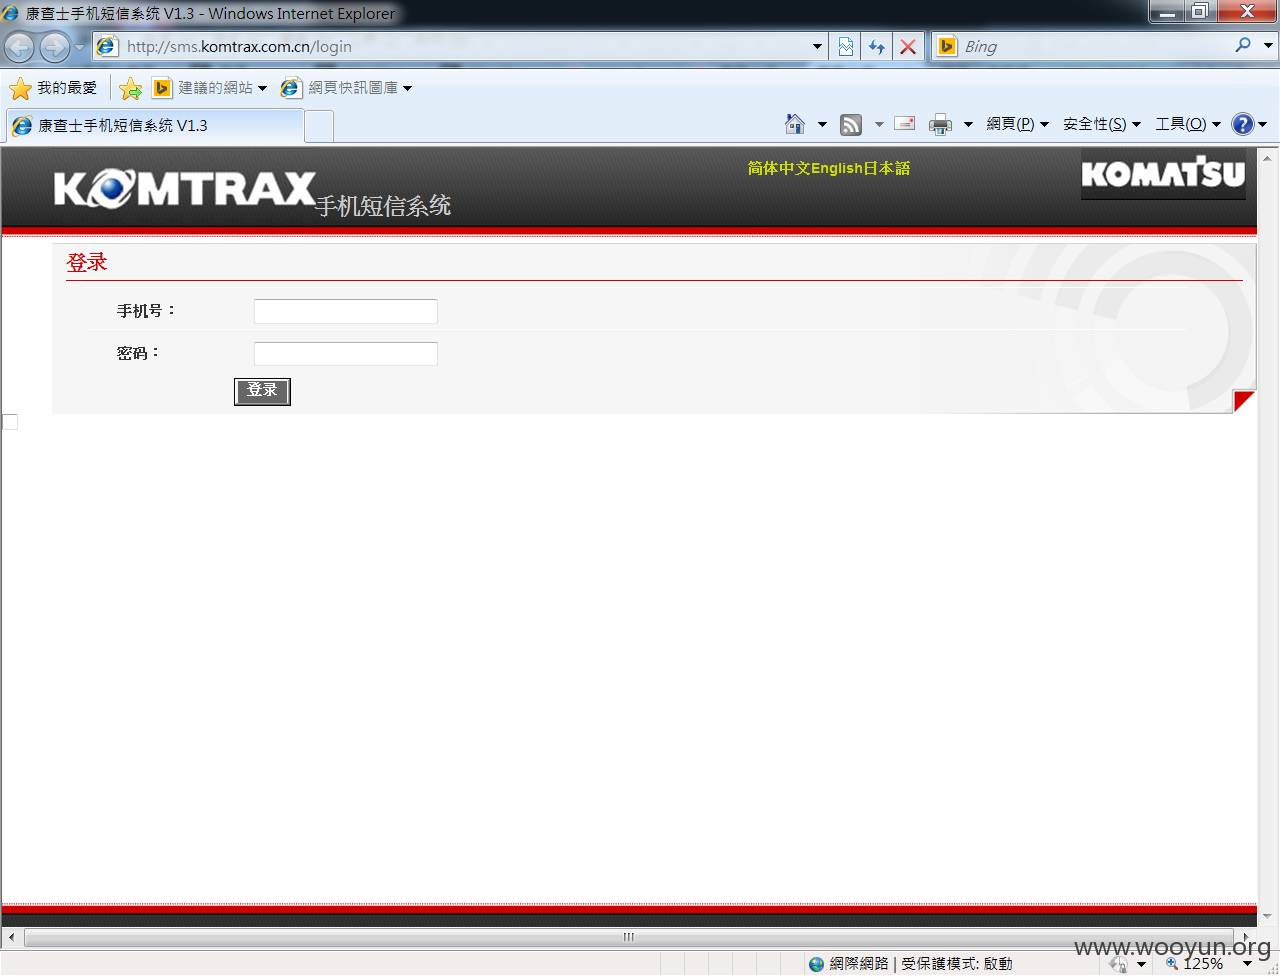 康查士手机短信系统 V1.3 - Windows Internet Explorer
http://sms.komtrax.com.cn/login
Bing
我的最愛
建議的網站
網頁快訊圖庫
康查士手机短信系统 V1.3
網頁(P)
安全性(S)
工具(O)
KOMTRAX手机短信系统
简体中文English日本語
KOMATSU
登录
手机号：
密码：
登录
www.wooyun.org
網際網路 | 受保護模式: 啟動
125%